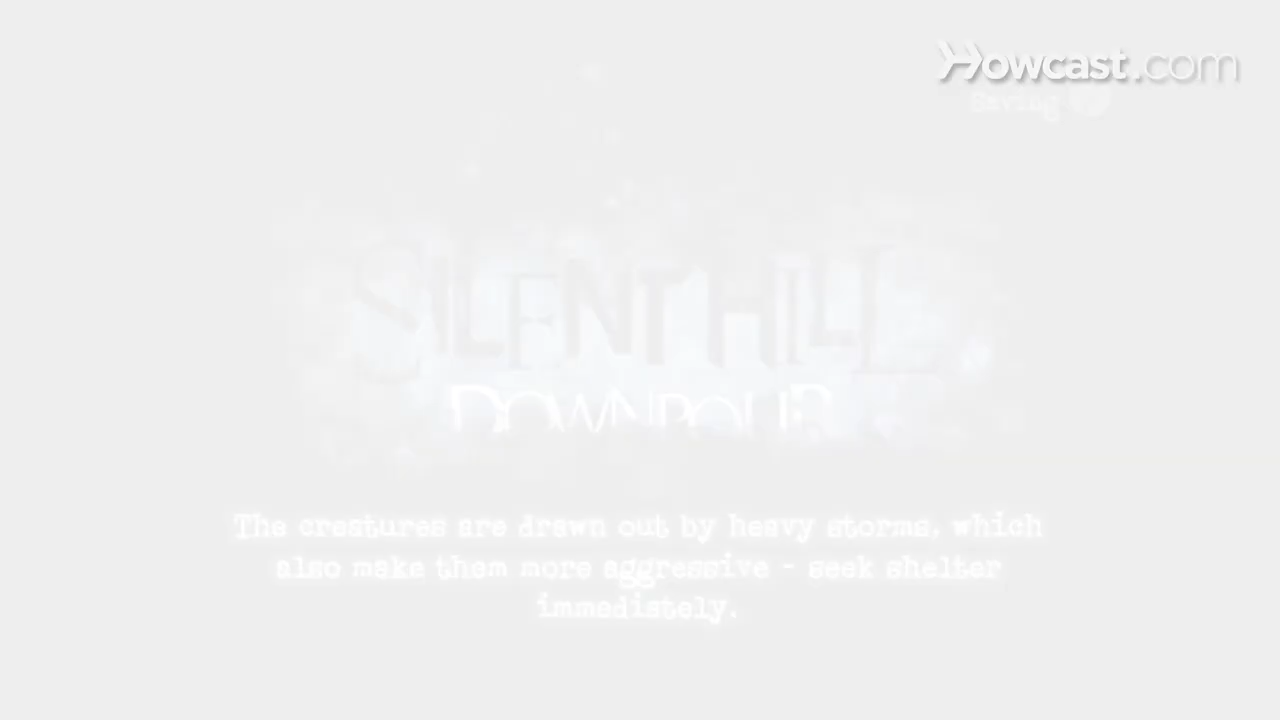 Howcast.com
Saving
SILENT HILL
DOWNPOUR
The creatures are drawn out by heavy storms, which
also make them more aggressive - seek shelter
immediately.